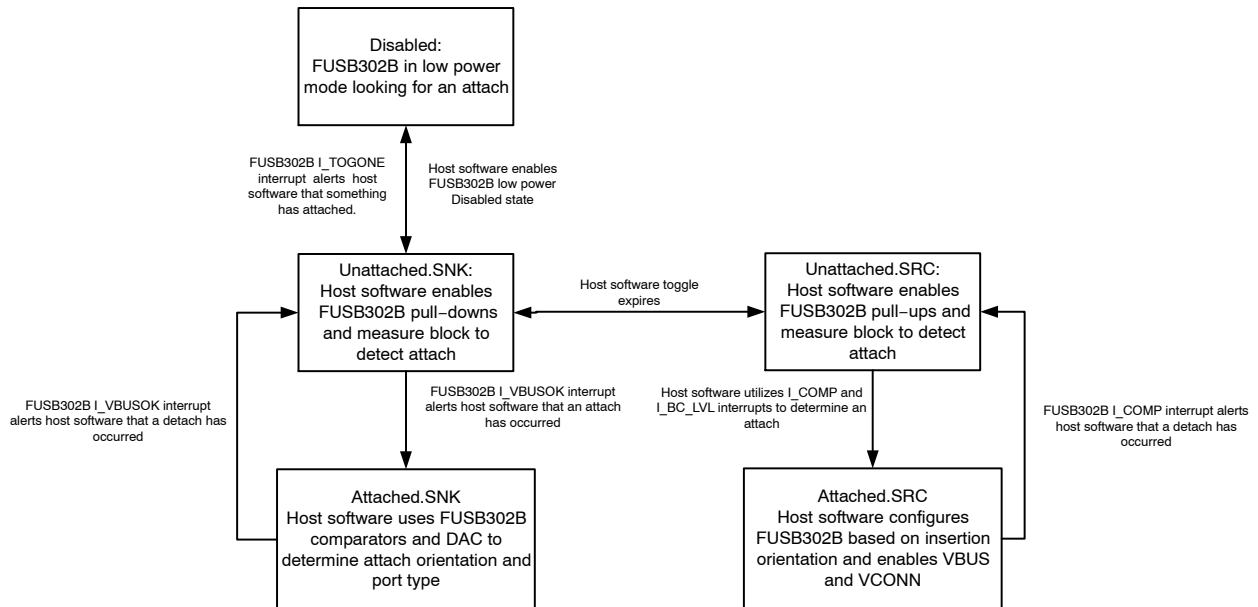 Disabled:
FUSB302B in low power
mode looking for an attach
FUSB302B I_TOGONE
interrupt alerts host
software that something
has attached.
Host software enables
FUSB302B low power
Disabled state
Unattached.SNK:
Host software enables
FUSB302B pull−downs
and measure block to
detect attach
Host software toggle
expires
Unattached.SRC:
Host software enables
FUSB302B pull−ups and
measure block to detect
attach
FUSB302B I_VBUSOK interrupt
alerts host software that a detach has
occurred
FUSB302B I_VBUSOK interrupt
alerts host software that an attach
has occurred
Host software utilizes I_COMP and
I_BC_LVL interrupts to determine an
attach
FUSB302B I_COMP interrupt alerts
host software that a detach has
occurred
Attached.SNK
Host software uses FUSB302B
comparators and DAC to
determine attach orientation and
port type
Attached.SRC
Host software configures
FUSB302B based on insertion
orientation and enables VBUS
and VCONN